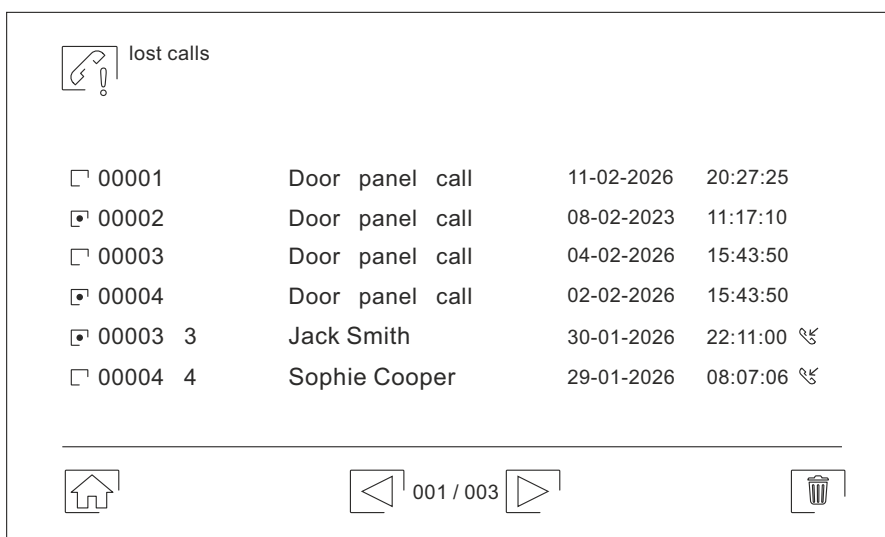 lost calls
00001 Door panel call 11-02-2026 20:27:25
00002 Door panel call 08-02-2023 11:17:10
00003 Door panel call 04-02-2026 15:43:50
00004 Door panel call 02-02-2026 15:43:50
00003 3 Jack Smith 30-01-2026 22:11:00
00004 4 Sophie Cooper 29-01-2026 08:07:06
001 / 003